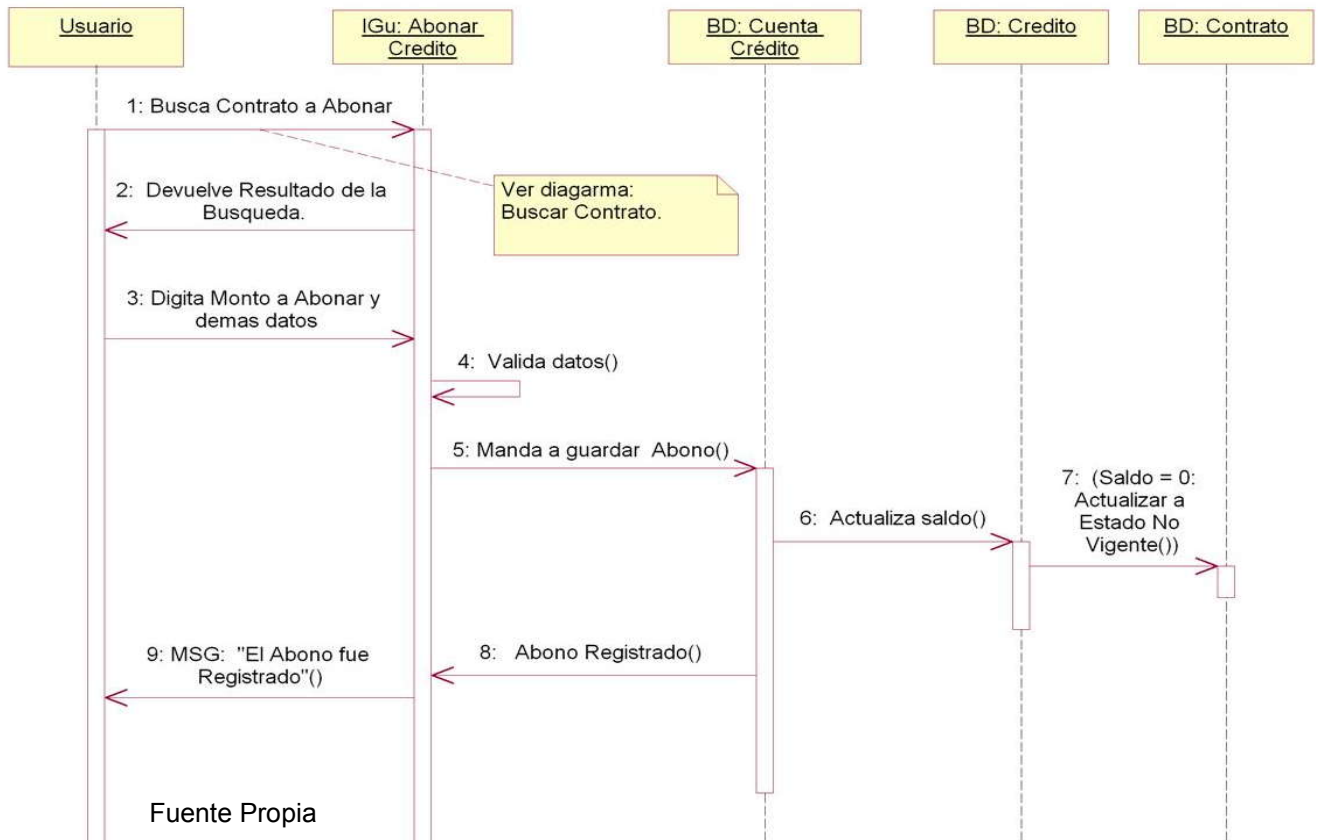 Usuario
IGu: Abonar
Credito
BD: Cuenta
Crédito
BD: Credito
BD: Contrato
1: Busca Contrato a Abonar
Ver diagarma:
Buscar Contrato.
2: Devuelve Resultado de la
Busqueda.
3: Digita Monto a Abonar y
demas datos
4: Valida datos()
5: Manda a guardar Abono()
6: Actualiza saldo()
7: (Saldo = 0:
Actualizar a
Estado No
Vigente())
8: Abono Registrado()
9: MSG: "El Abono fue
Registrado"()
Fuente Propia